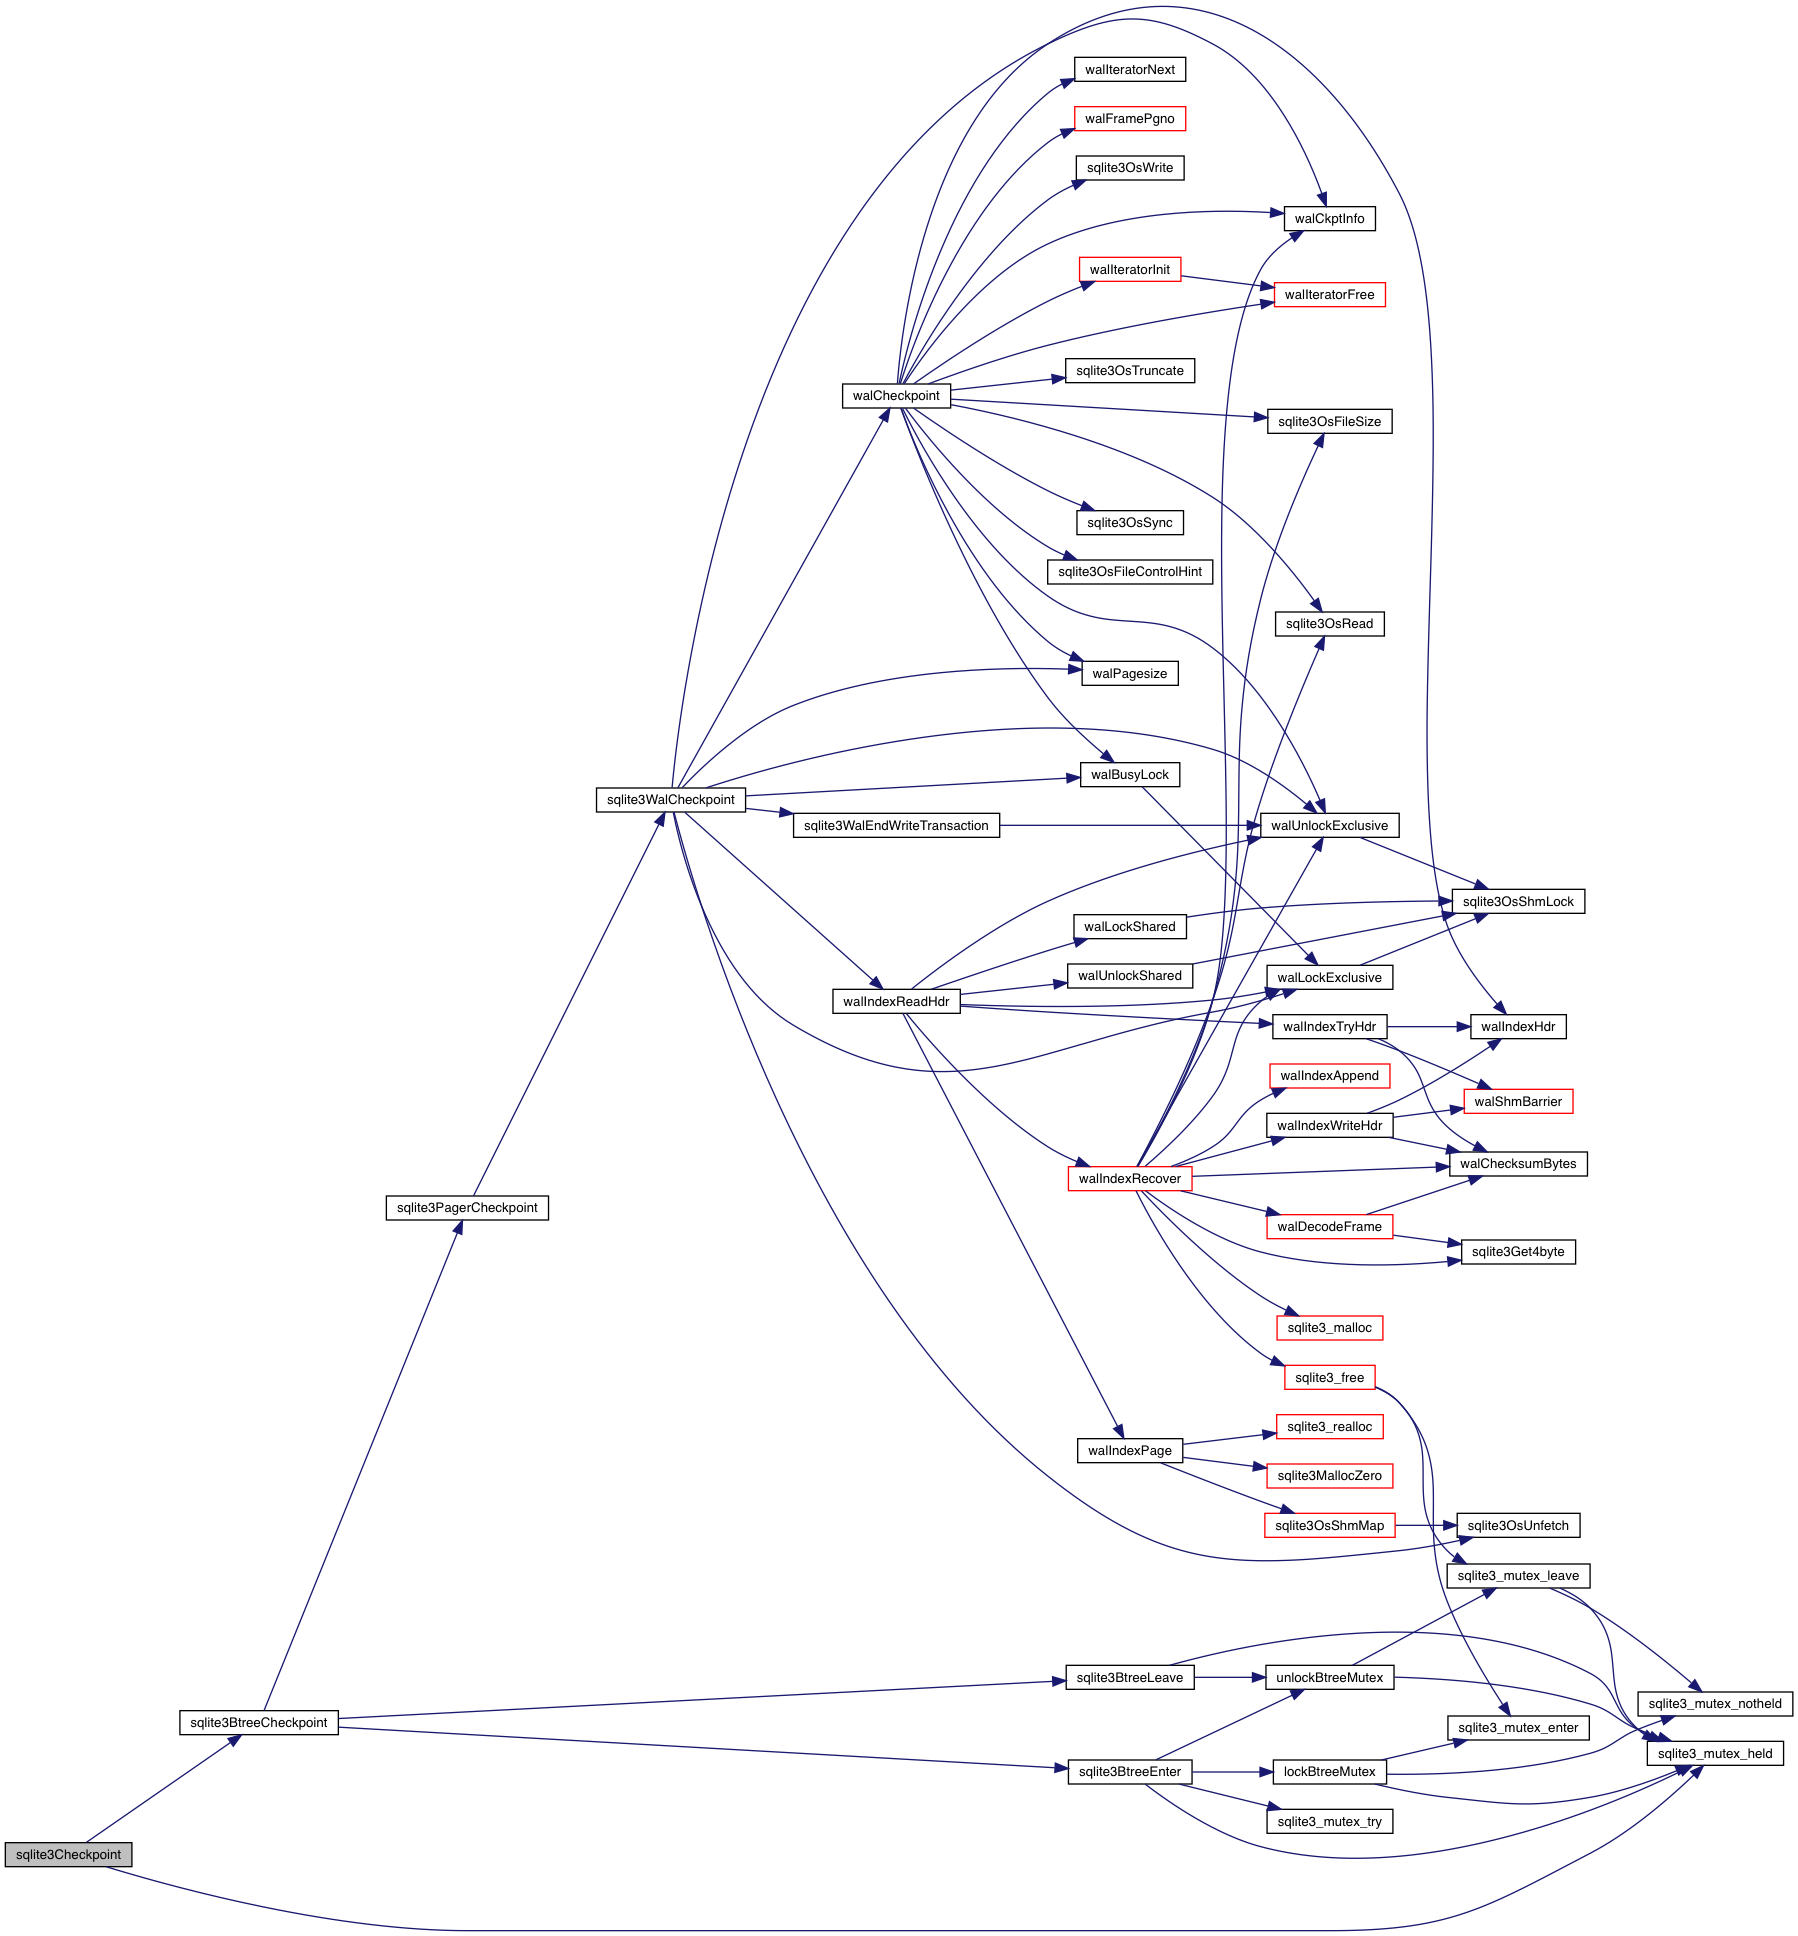 walIteratorNext
walFramePgno
sqlite3OsWrite
walCkptInfo
walIteratorInit
walIteratorFree
sqlite3OsTruncate
walCheckpoint
sqlite3OsFileSize
sqlite3OsSync
sqlite3OsFileControlHint
sqlite3OsRead
walPagesize
walBusyLock
sqlite3WalCheckpoint
sqlite3WalEndWriteTransaction
walUnlockExclusive
sqlite3OsShmLock
walLockShared
walUnlockShared
walLockExclusive
walIndexReadHdr
walIndexTryHdr
walIndexHdr
walIndexAppend
walShmBarrier
walIndexWriteHdr
walChecksumBytes
walIndexRecover
sqlite3PagerCheckpoint
walDecodeFrame
sqlite3Get4byte
sqlite3_malloc
sqlite3_free
sqlite3_realloc
walIndexPage
sqlite3MallocZero
sqlite3OsShmMap
sqlite3OsUnfetch
sqlite3_mutex_leave
sqlite3BtreeLeave
unlockBtreeMutex
sqlite3_mutex_notheld
sqlite3BtreeCheckpoint
sqlite3_mutex_enter
sqlite3_mutex_held
sqlite3BtreeEnter
lockBtreeMutex
sqlite3_mutex_try
sqlite3Checkpoint